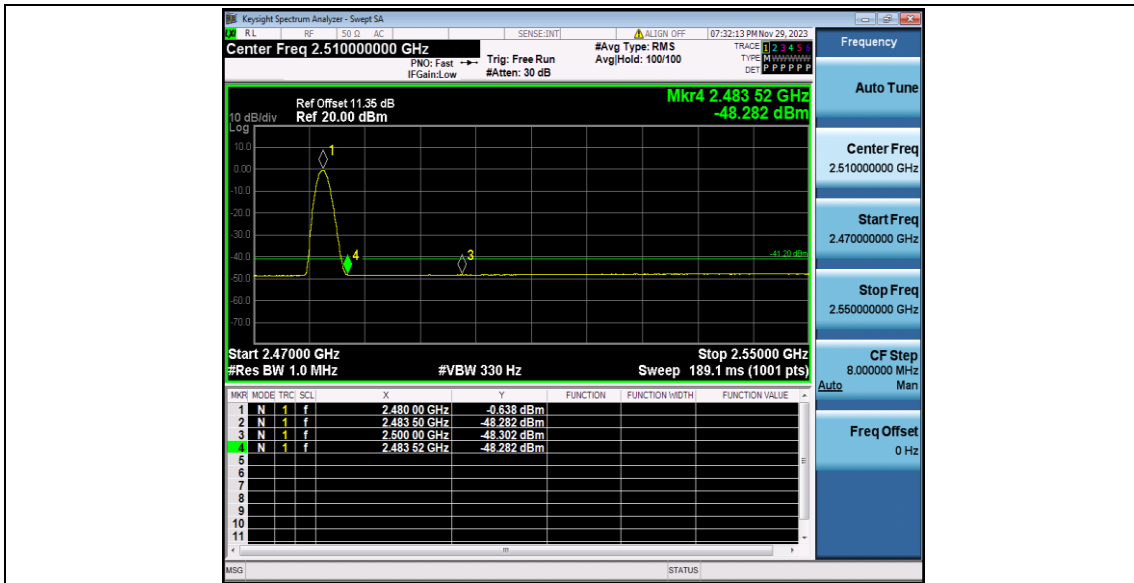 Keysight Spectrum Analyzer - Swept SA
RL RF 50 Ω AC SENSE:INT ALIGN OFF 07:32:13 PM Nov 29, 2023
Center Freq 2.510000000 GHz
PNO: Fast
IFGain:Low
Trig: Free Run
#Atten: 30 dB
#Avg Type: RMS
Avg|Hold: 100/100
TRACE 1 2 3 4 5 6
TYPE M WWWWW
DET P P P P P P
Frequency
Auto Tune
Center Freq
2.510000000 GHz
Start Freq
2.470000000 GHz
Stop Freq
2.550000000 GHz
CF Step
8.000000 MHz
Auto Man
Freq Offset
0 Hz
Mkr4 2.483 52 GHz
-48.282 dBm
Ref Offset 11.35 dB
10 dB/div Ref 20.00 dBm
Log
10.0
0.00
-10.0
-20.0
-30.0
-40.0
-50.0
-60.0
-70.0
1
4
3
-41.20 dBm
Start 2.47000 GHz Stop 2.55000 GHz
#Res BW 1.0 MHz #VBW 330 Hz Sweep 189.1 ms (1001 pts)
MKR MODE TRC SCL X Y FUNCTION FUNCTION WIDTH FUNCTION VALUE
1 N 1 f 2.480 00 GHz -0.638 dBm
2 N 1 f 2.483 50 GHz -48.282 dBm
3 N 1 f 2.500 00 GHz -48.302 dBm
4 N 1 f 2.483 52 GHz -48.282 dBm
5
6
7
8
9
10
11
MSG STATUS